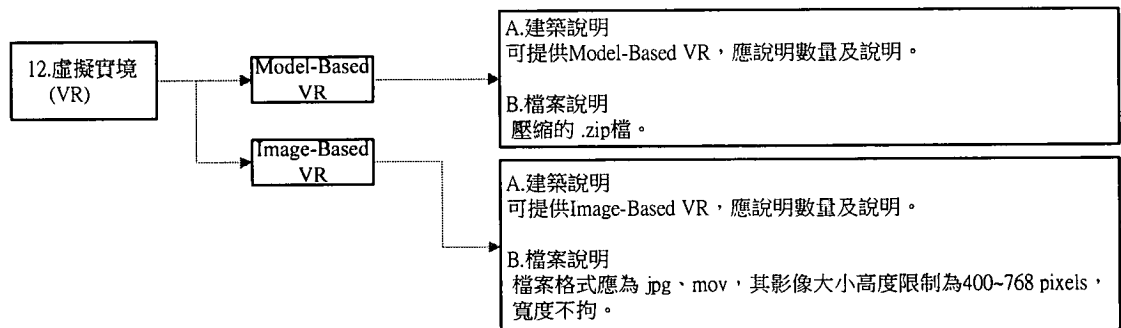 12.虛擬實境
(VR)
Model-Based
VR
A.建築說明
可提供Model-Based VR，應說明數量及說明。
B.檔案說明
壓缩的 .zip檔。
Image-Based
VR
A.建築說明
可提供Image-Based VR，應說明數量及說明。
B.檔案說明
檔案格式應為 jpg、mov，其影像大小高度限制為400~768 pixels，
寬度不拘。